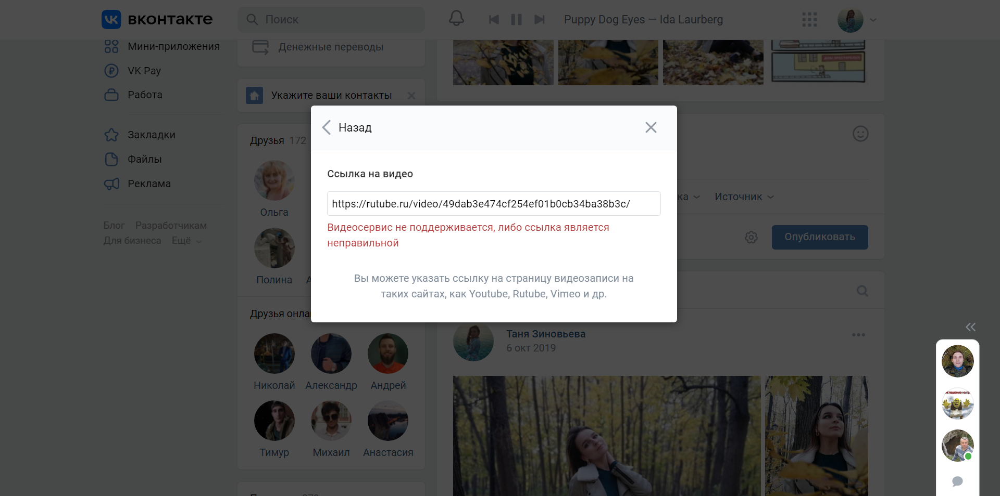 вконтакте
Поиск
Puppy Dog Eyes — Ida Laurberg
Мини-приложения
VK Pay
Работа
Закладки
Файлы
Реклама
Блог Разработчикам
Для бизнеса Ещё
Денежные переводы
Укажите ваши контакты
Друзья 172
Ольга
Полина
Друзья онла
Николай Александр Андрей
Тимур Михаил Анастасия
Назад
Ссылка на видео
https://rutube.ru/video/49dab3e474cf254ef01b0cb34ba38b3c/
Видеосервис не поддерживается, либо ссылка является
неправильной
Вы можете указать ссылку на страницу видеозаписи на
таких сайтах, как Youtube, Rutube, Vimeo и др.
ка Источник
Опубликовать
Таня Зиновьева
6 окт 2019